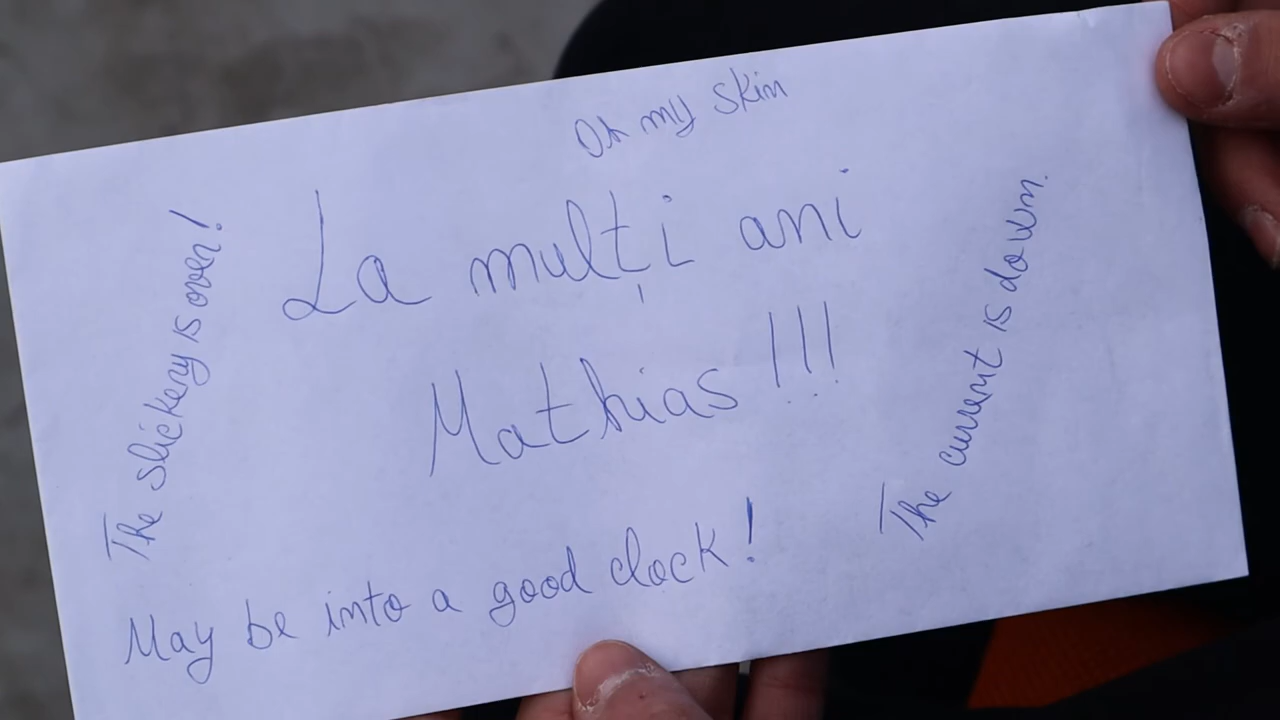 Oh my skin
La mulți ani
Mathias!!!
The slickery is over!
The current is down.
May be into a good clock!